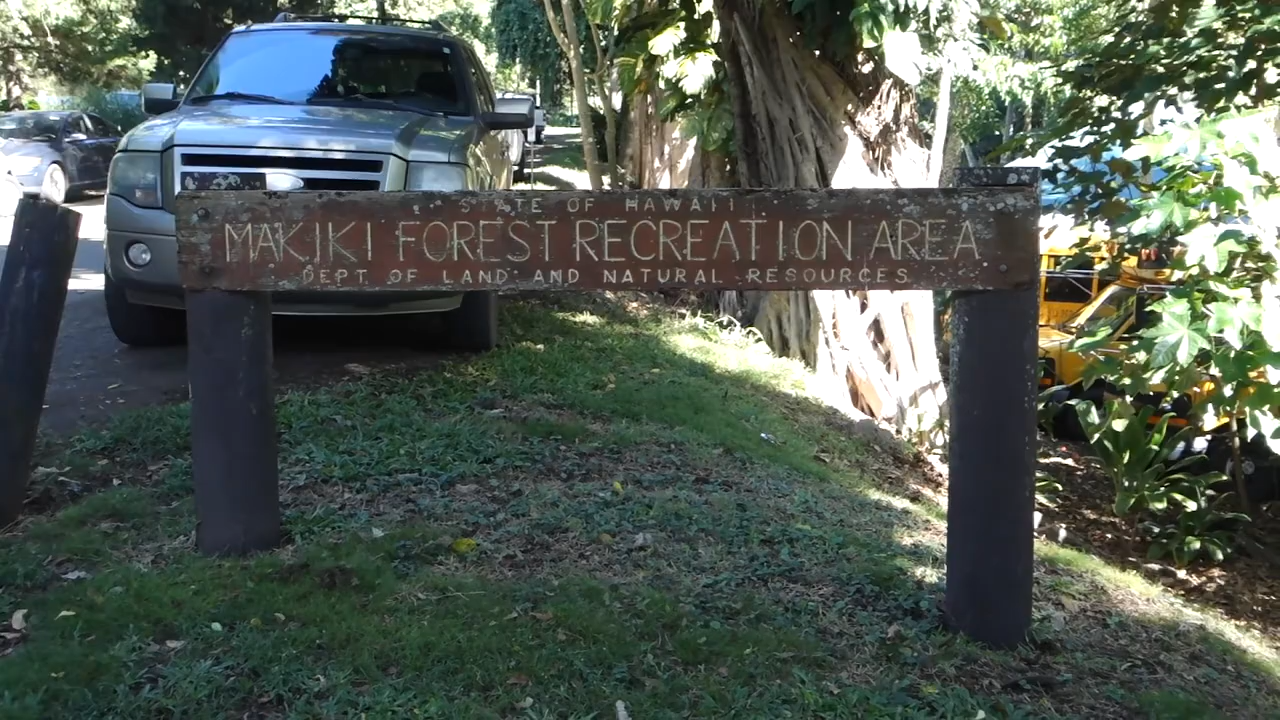 STATE OF HAWAII
MAKIKI FOREST RECREATION AREA
DEPT. OF LAND AND NATURAL RESOURCES